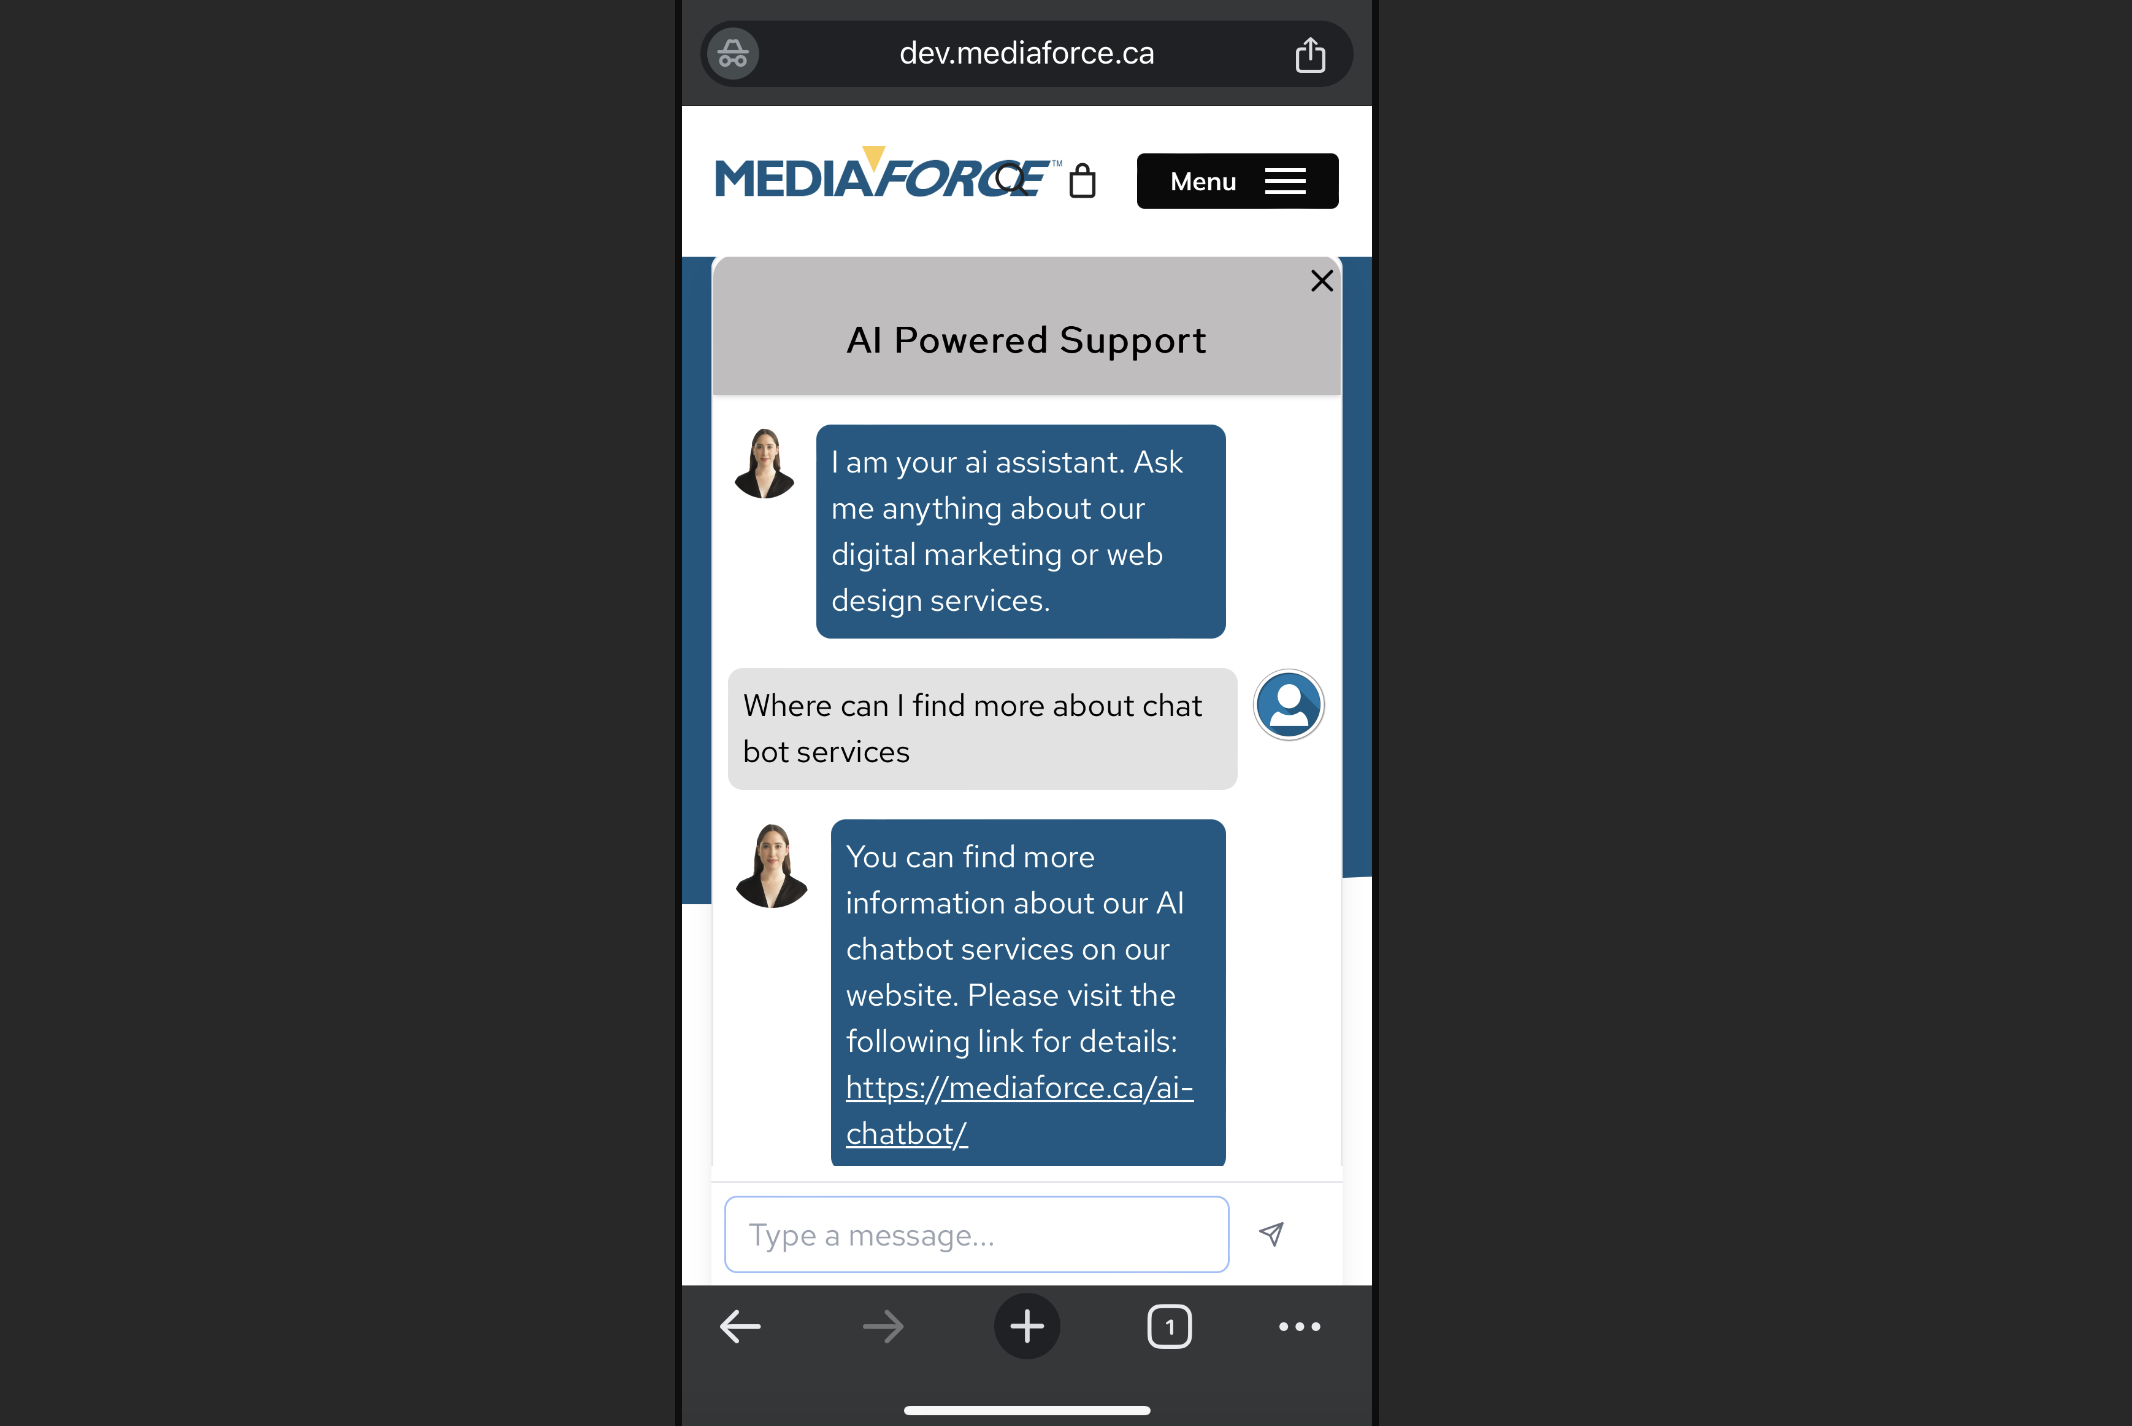 dev.mediaforce.ca
MEDIAFORCE™
Menu
AI Powered Support
I am your ai assistant. Ask
me anything about our
digital marketing or web
design services.
Where can I find more about chat
bot services
You can find more
information about our AI
chatbot services on our
website. Please visit the
following link for details:
https://mediaforce.ca/ai-
chatbot/
Type a message...
1